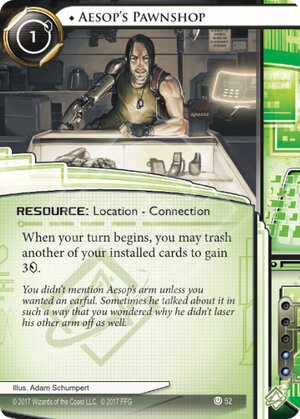 1
⬥ Aesop's Pawnshop
spares
RESOURCE: Location - Connection
When your turn begins, you may trash
another of your installed cards to gain
3
You didn't mention Aesop's arm unless you
wanted an earful. Sometimes he talked about it in
such a way that you wondered why he didn't laser
his other arm off as well.
Illus. Adam Schumpert
© 2017 Wizards of the Coast LLC. © 2017 FFG
52